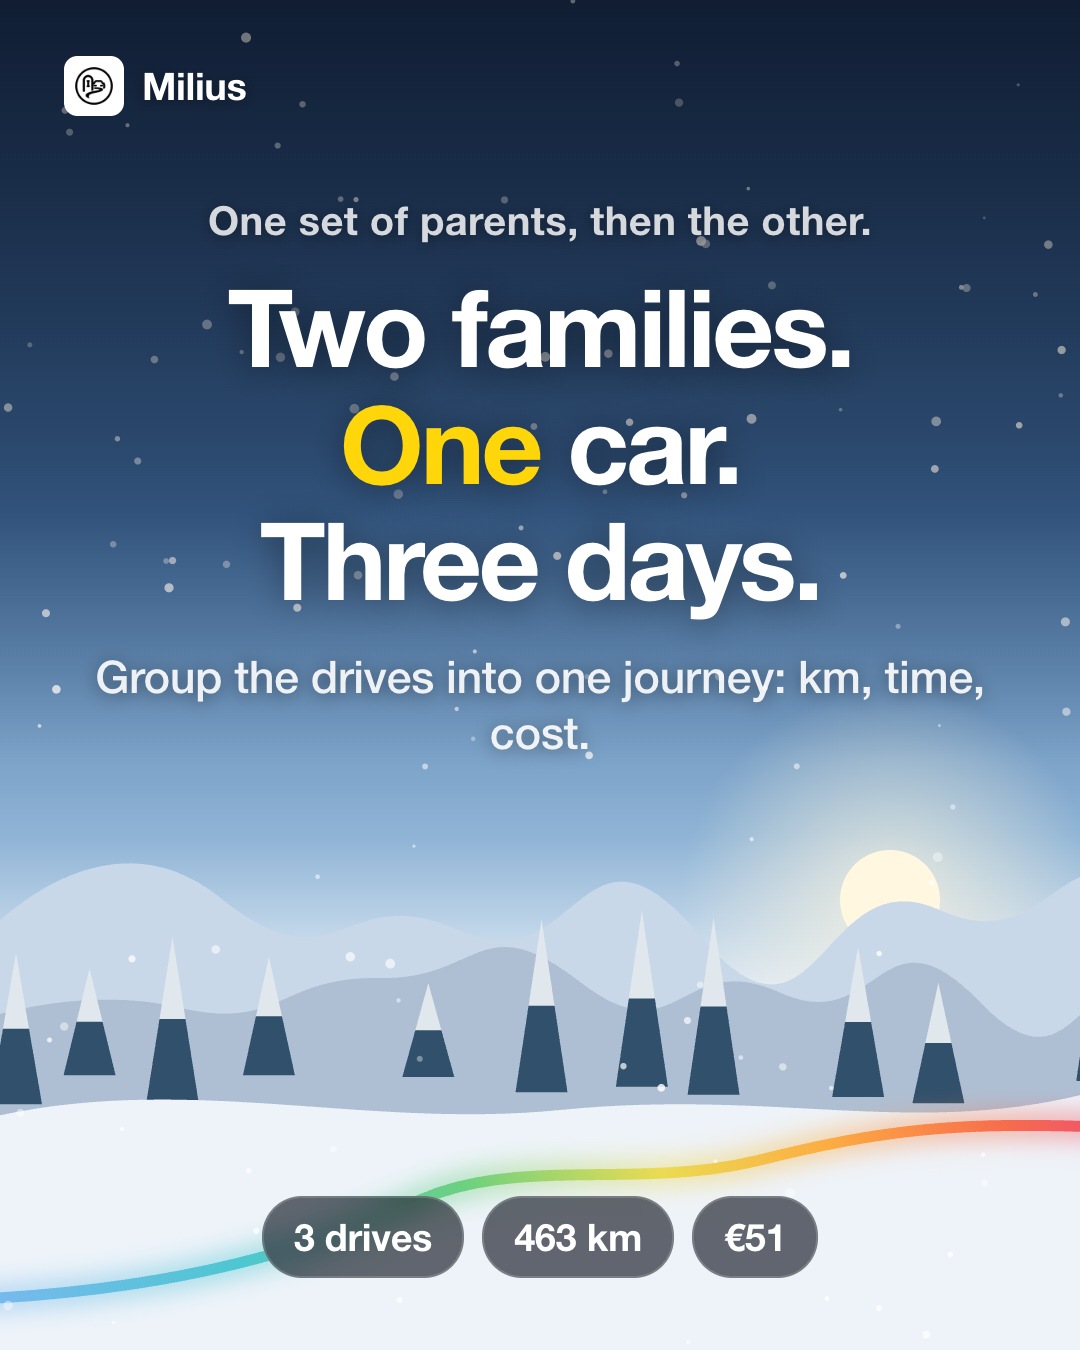 Milius
One set of parents, then the other.
Two families.
One car.
Three days.
Group the drives into one journey: km, time,
cost.
3 drives
463 km
€51